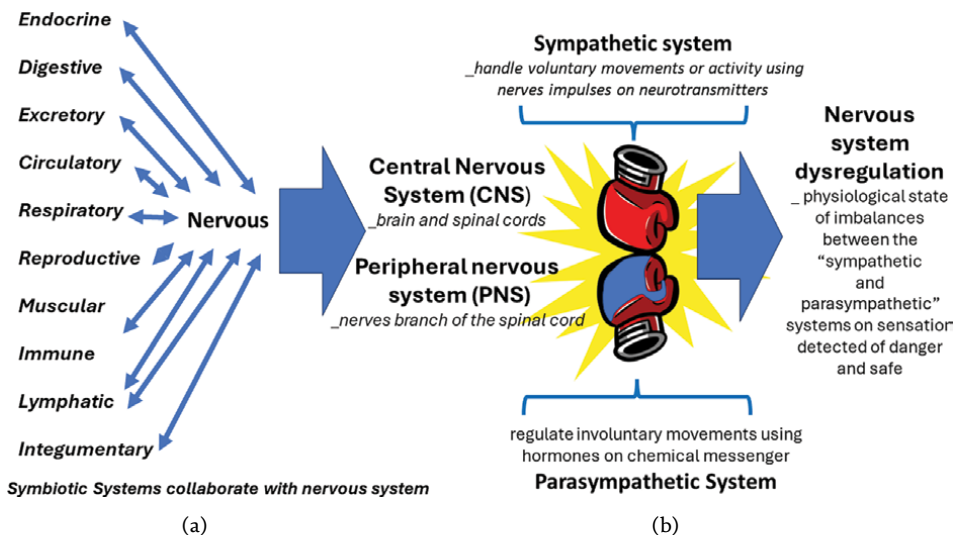 Endocrine
Digestive
Excretory
Circulatory
Respiratory
Reproductive
Muscular
Immune
Lymphatic
Integumentary
Nervous
Symbiotic Systems collaborate with nervous system
(a)
Central Nervous
System (CNS)
_brain and spinal cords
Peripheral nervous
system (PNS)
_nerves branch of the spinal cord
Sympathetic system
_handle voluntary movements or activity using
nerves impulses on neurotransmitters
regulate involuntary movements using
hormones on chemical messenger
Parasympathetic System
Nervous
system
dysregulation
_ physiological state
of imbalances
between the
“sympathetic
and
parasympathetic”
systems on sensation
detected of danger
and safe
(b)